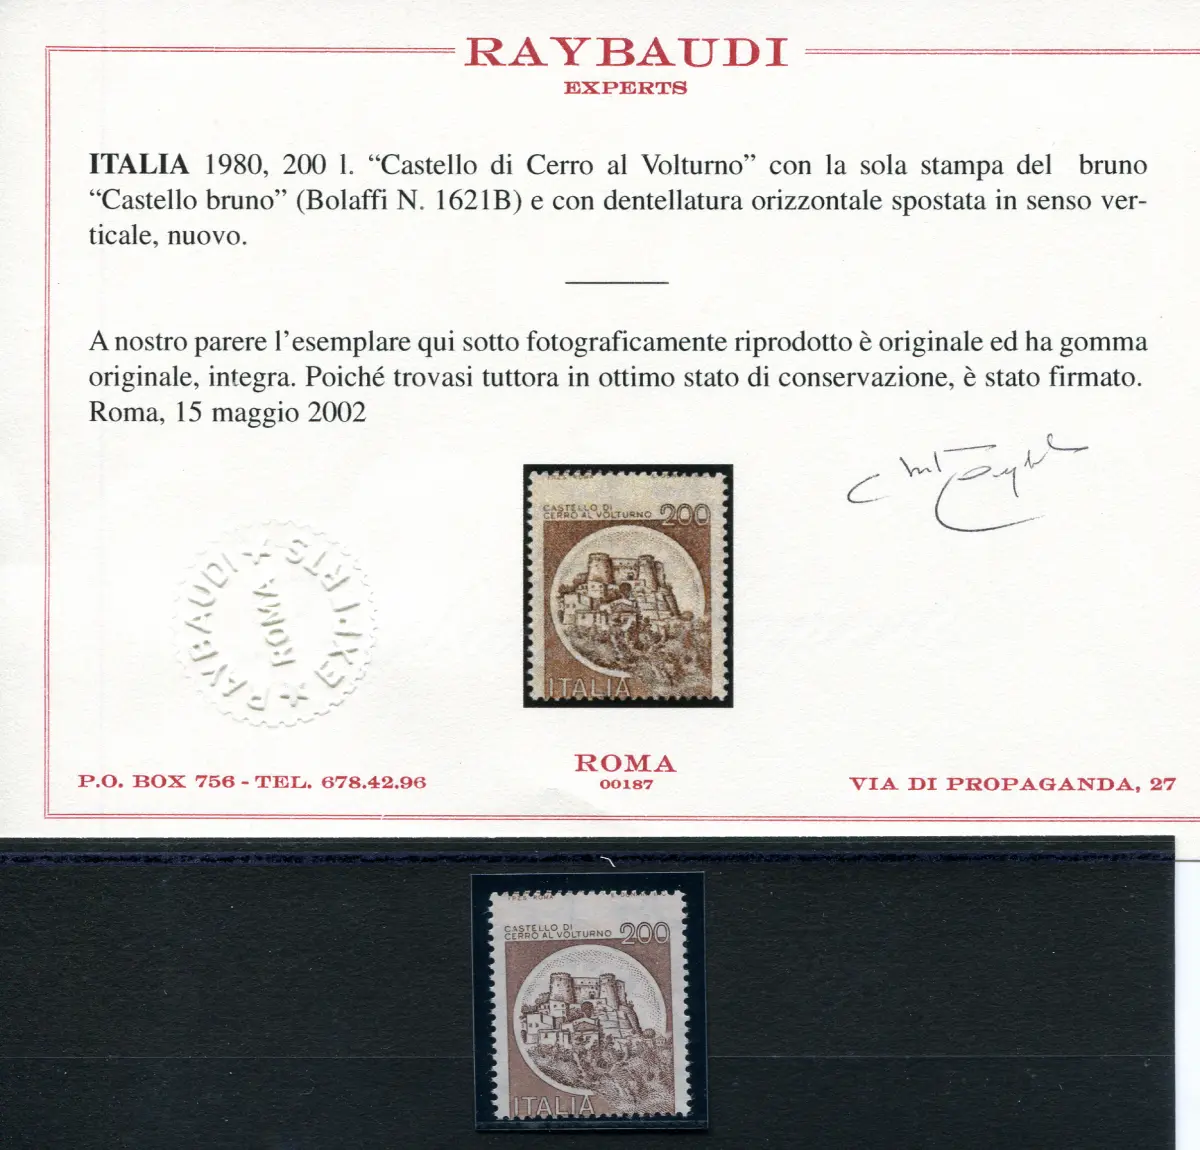 RAYBAUDI
EXPERTS
ITALIA 1980, 200 l. “Castello di Cerro al Volturno” con la sola stampa del bruno
“Castello bruno” (Bolaffi N. 1621B) e con dentellatura orizzontale spostata in senso ver-
ticale, nuovo.
A nostro parere l’esemplare qui sotto fotograficamente riprodotto è originale ed ha gomma
originale, integra. Poiché trovasi tuttora in ottimo stato di conservazione, è stato firmato.
Roma, 15 maggio 2002
CASTELLO DI
CERRO AL VOLTURNO 200
ITALIA
RAYBAUDI ★ EXPERTS ★
ROMA
ROMA
00187
P.O. BOX 756 - TEL. 678.42.96
VIA DI PROPAGANDA, 27
ROMA
CASTELLO DI
CERRO AL VOLTURNO 200
ITALIA